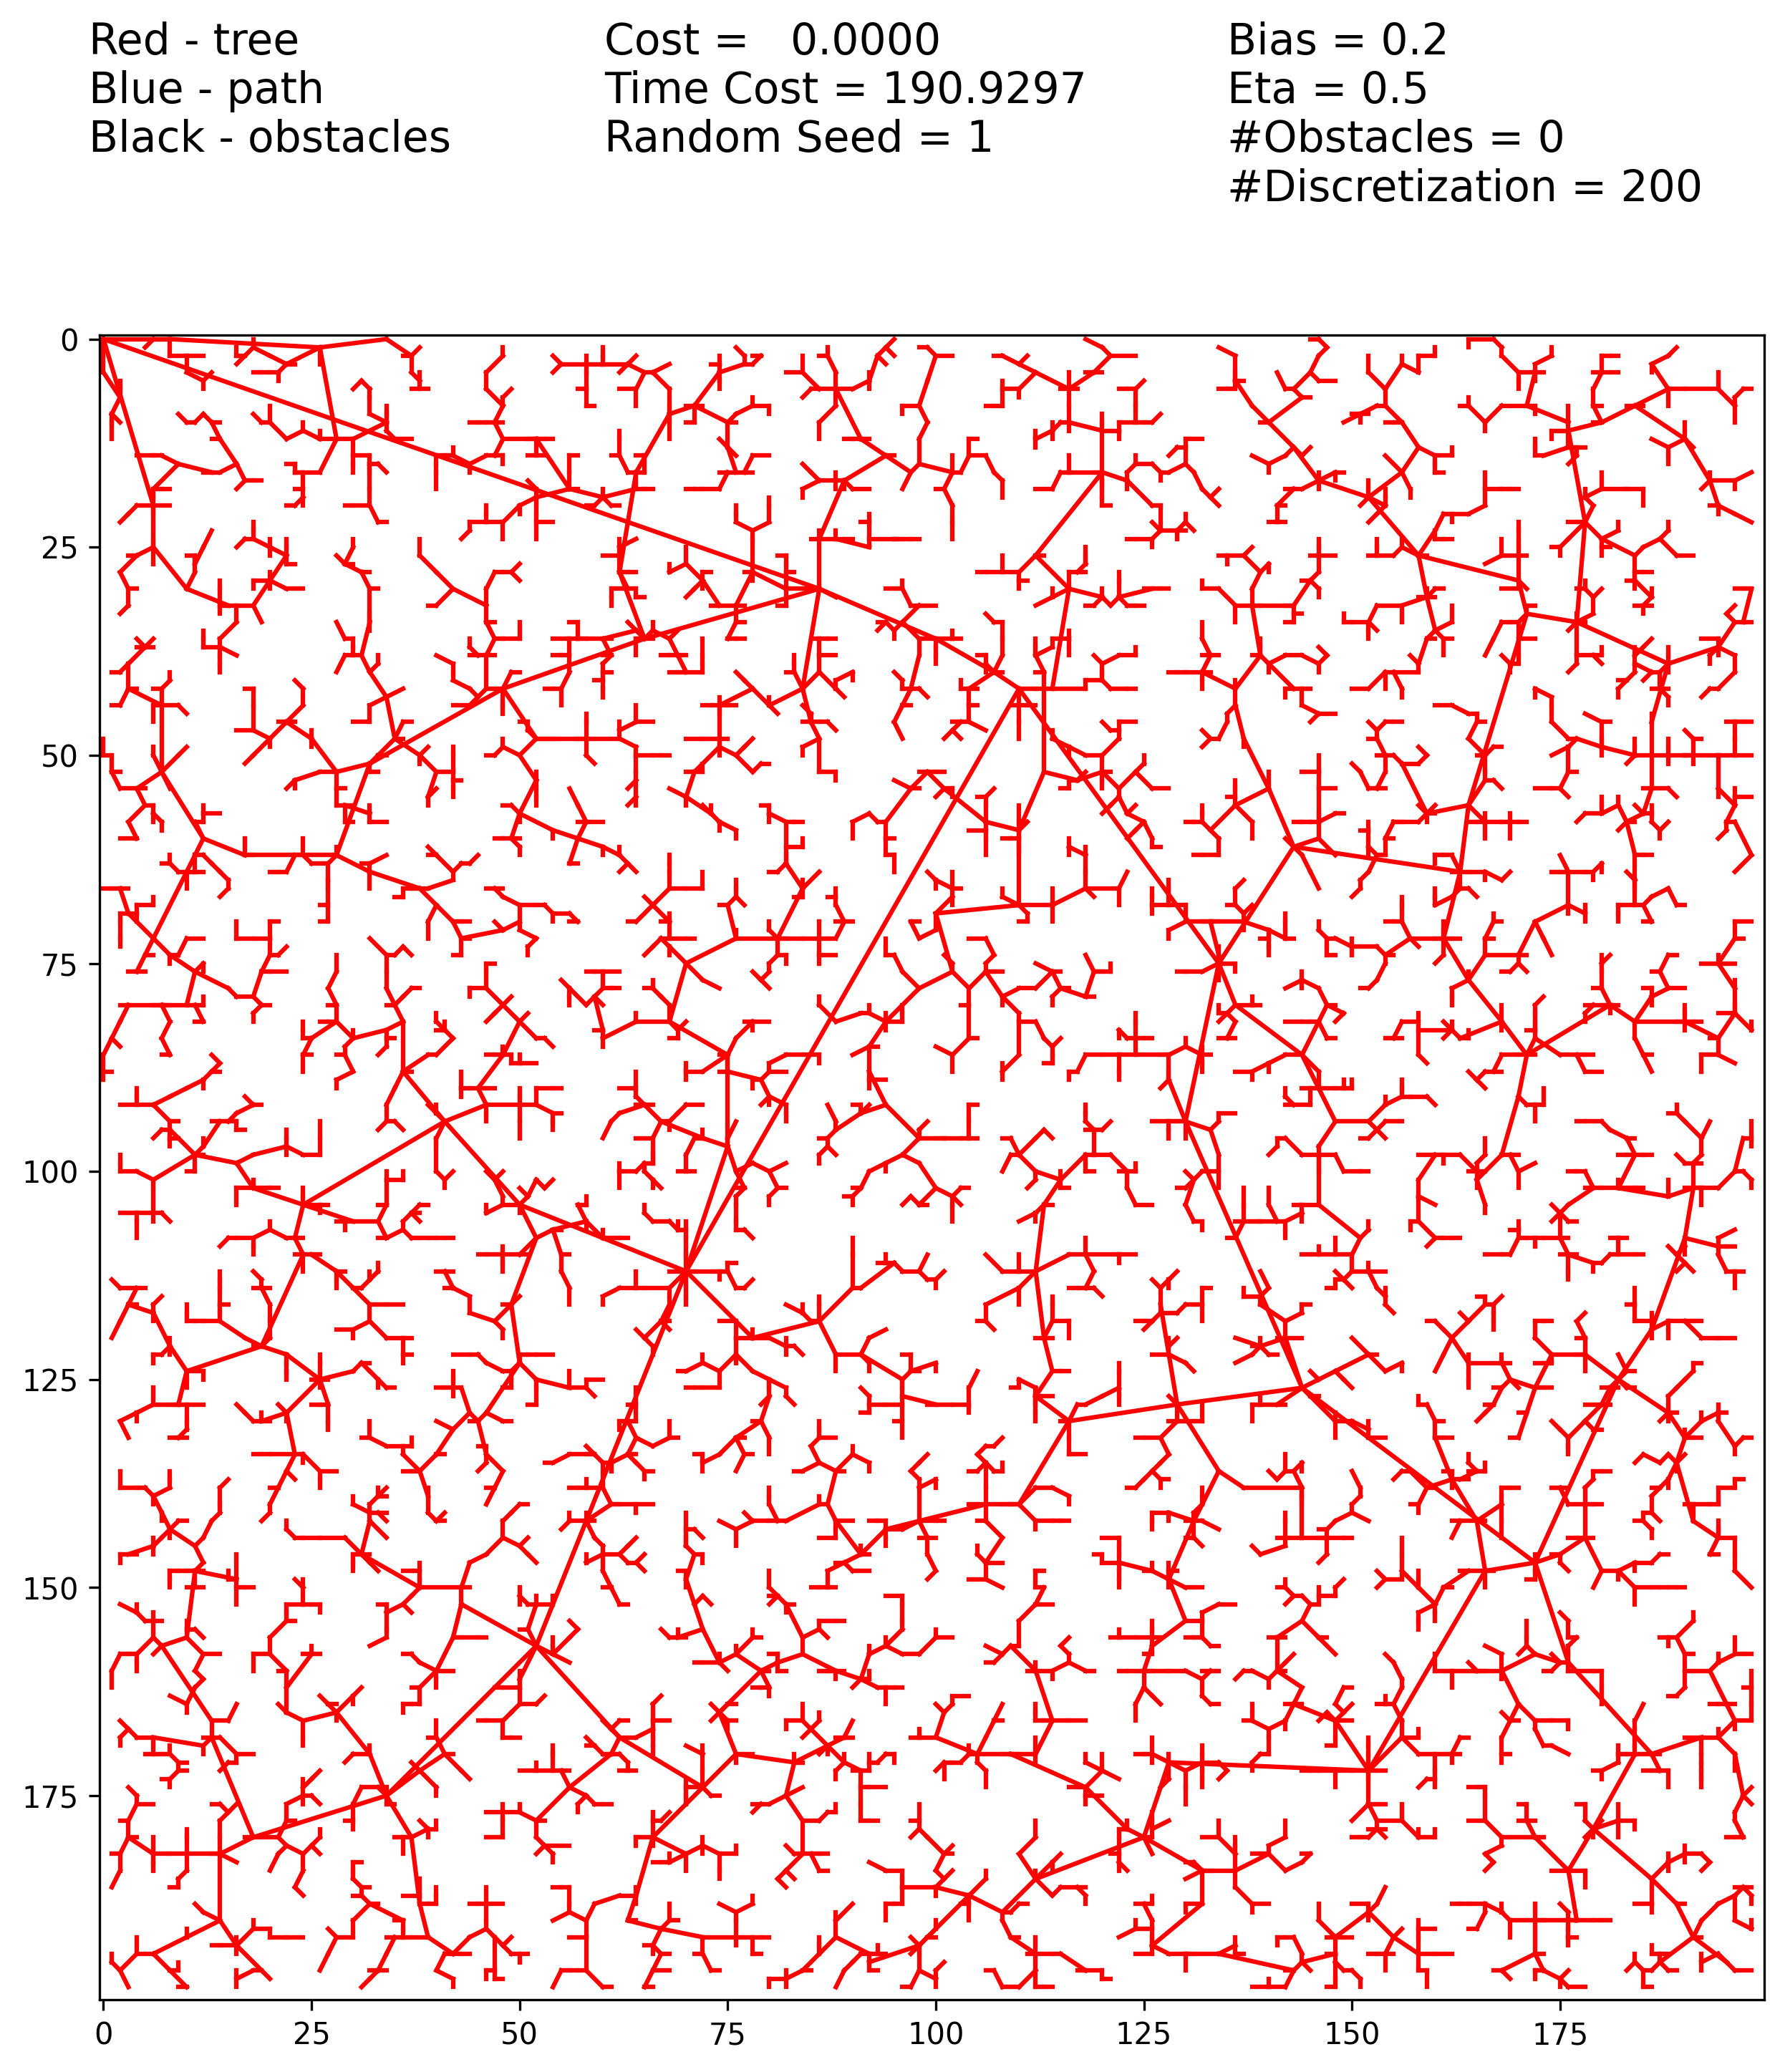 Red - tree
Blue - path
Black - obstacles
Cost =   0.0000
Time Cost = 190.9297
Random Seed = 1
Bias = 0.2
Eta = 0.5
#Obstacles = 0
#Discretization = 200
0
25
50
75
100
125
150
175
0 25 50 75 100 125 150 175